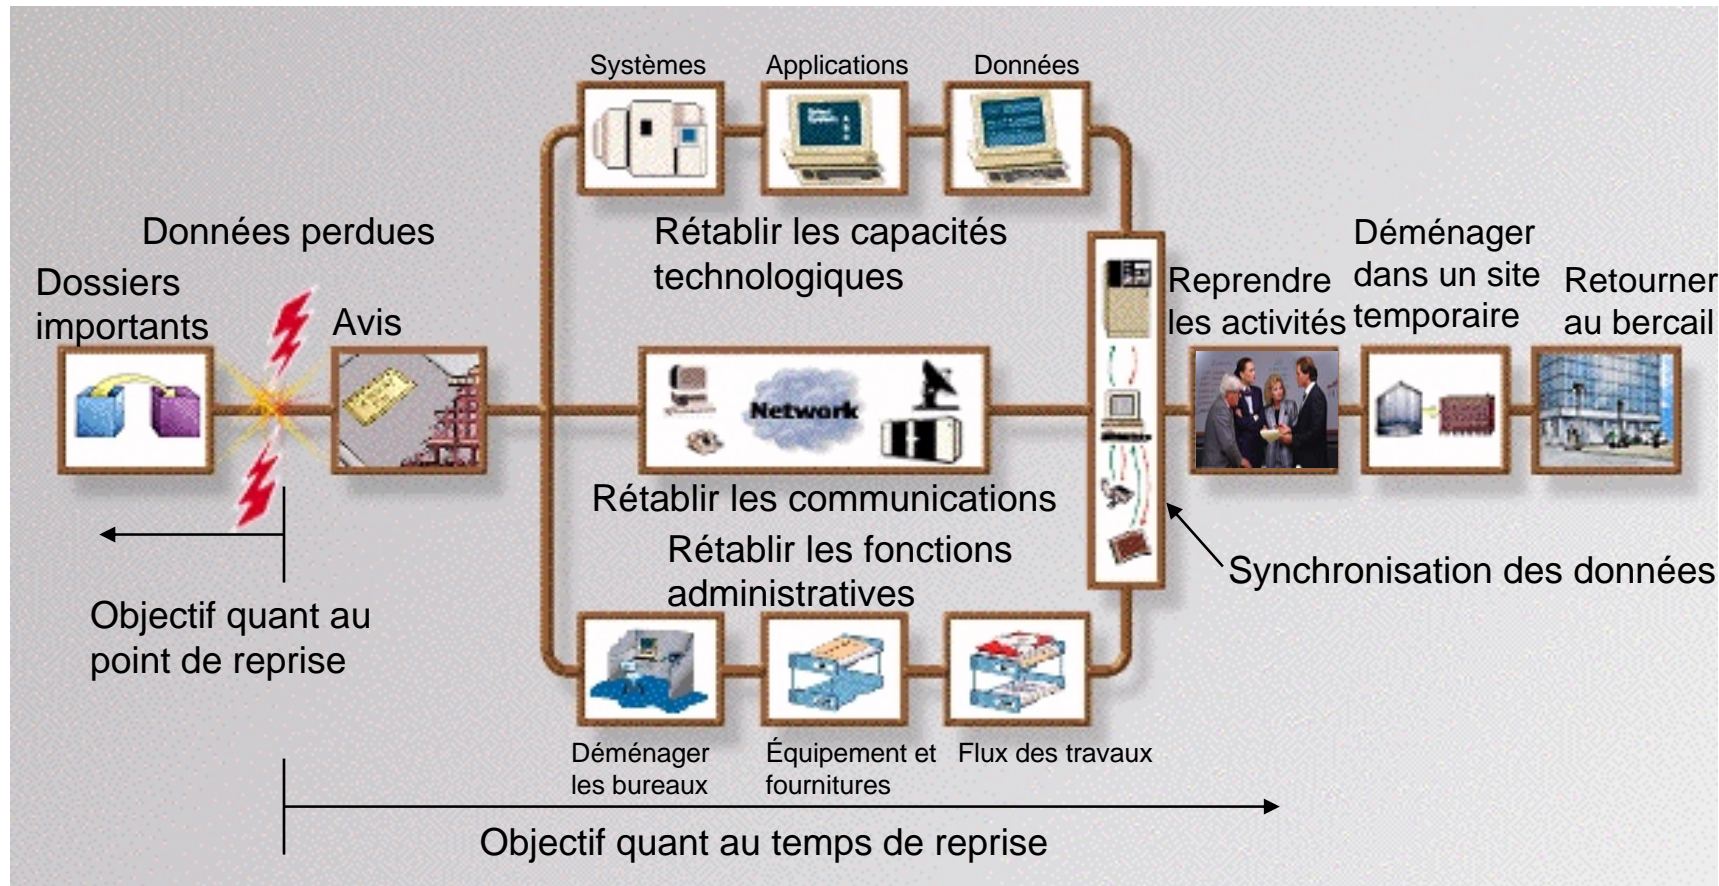 Systèmes
Applications
Données
Données perdues
Rétablir les capacités
technologiques
Dossiers
importants
Avis
Reprendre
les activités
Déménager
dans un site
temporaire
Retourner
au bercail
Network
Rétablir les communications
Rétablir les fonctions
administratives
Synchronisation des données
Objectif quant au
point de reprise
Déménager
les bureaux
Équipement et
fournitures
Flux des travaux
Objectif quant au temps de reprise